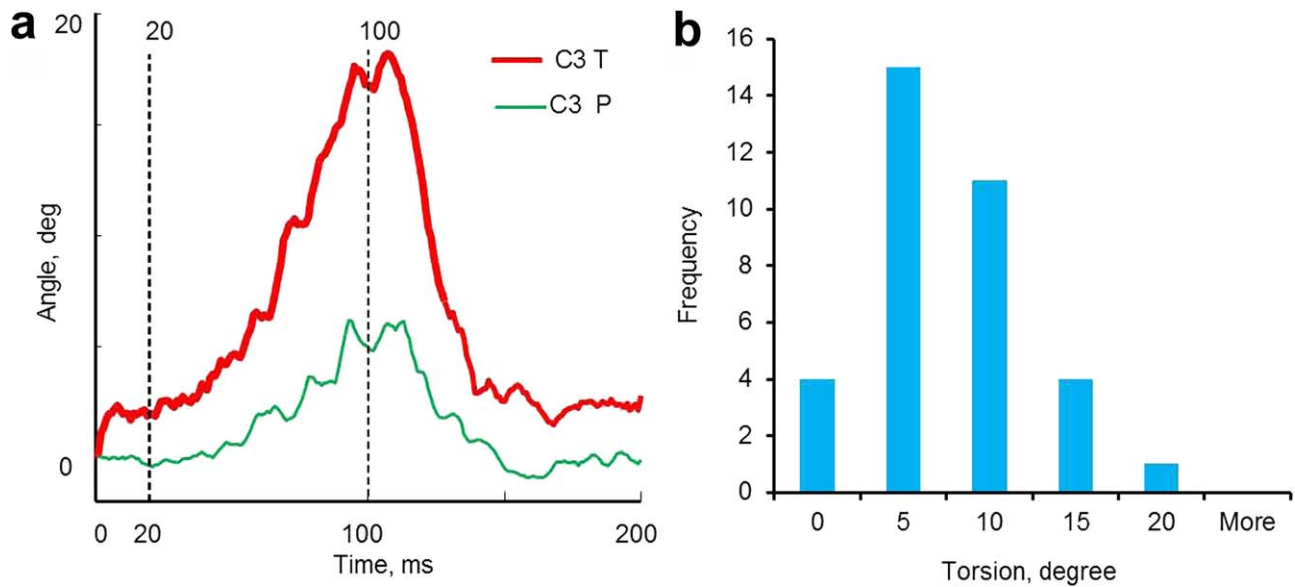 a
20
20
100
C3 T
C3 P
Angle, deg
0
0 20 100 200
Time, ms
b
16
14
12
10
8
6
4
2
0
Frequency
0 5 10 15 20 More
Torsion, degree